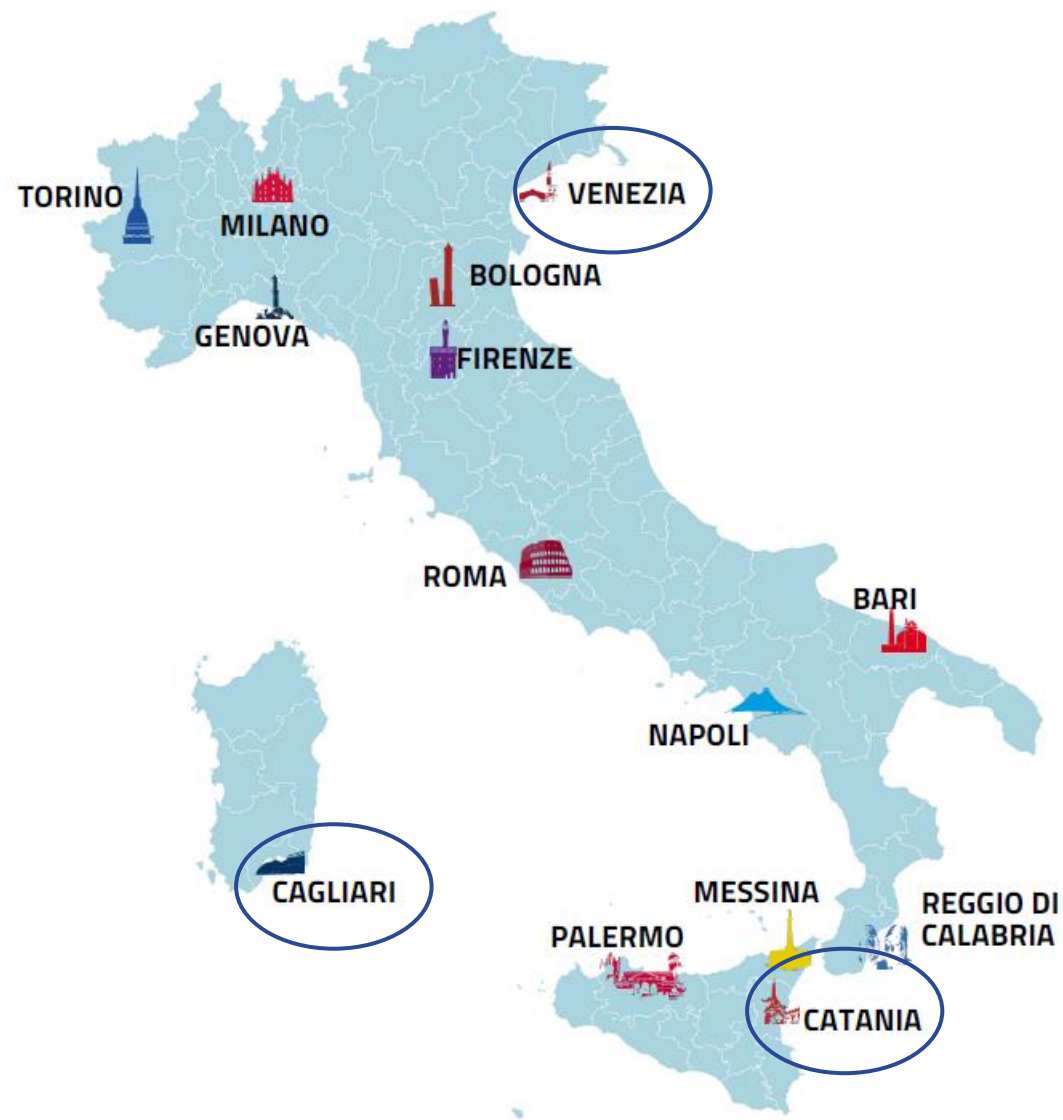 TORINO
MILANO
VENEZIA
BOLOGNA
GENOVA
FIRENZE
ROMA
BARI
NAPOLI
CAGLIARI
MESSINA
REGGIO DI
CALABRIA
PALERMO
CATANIA